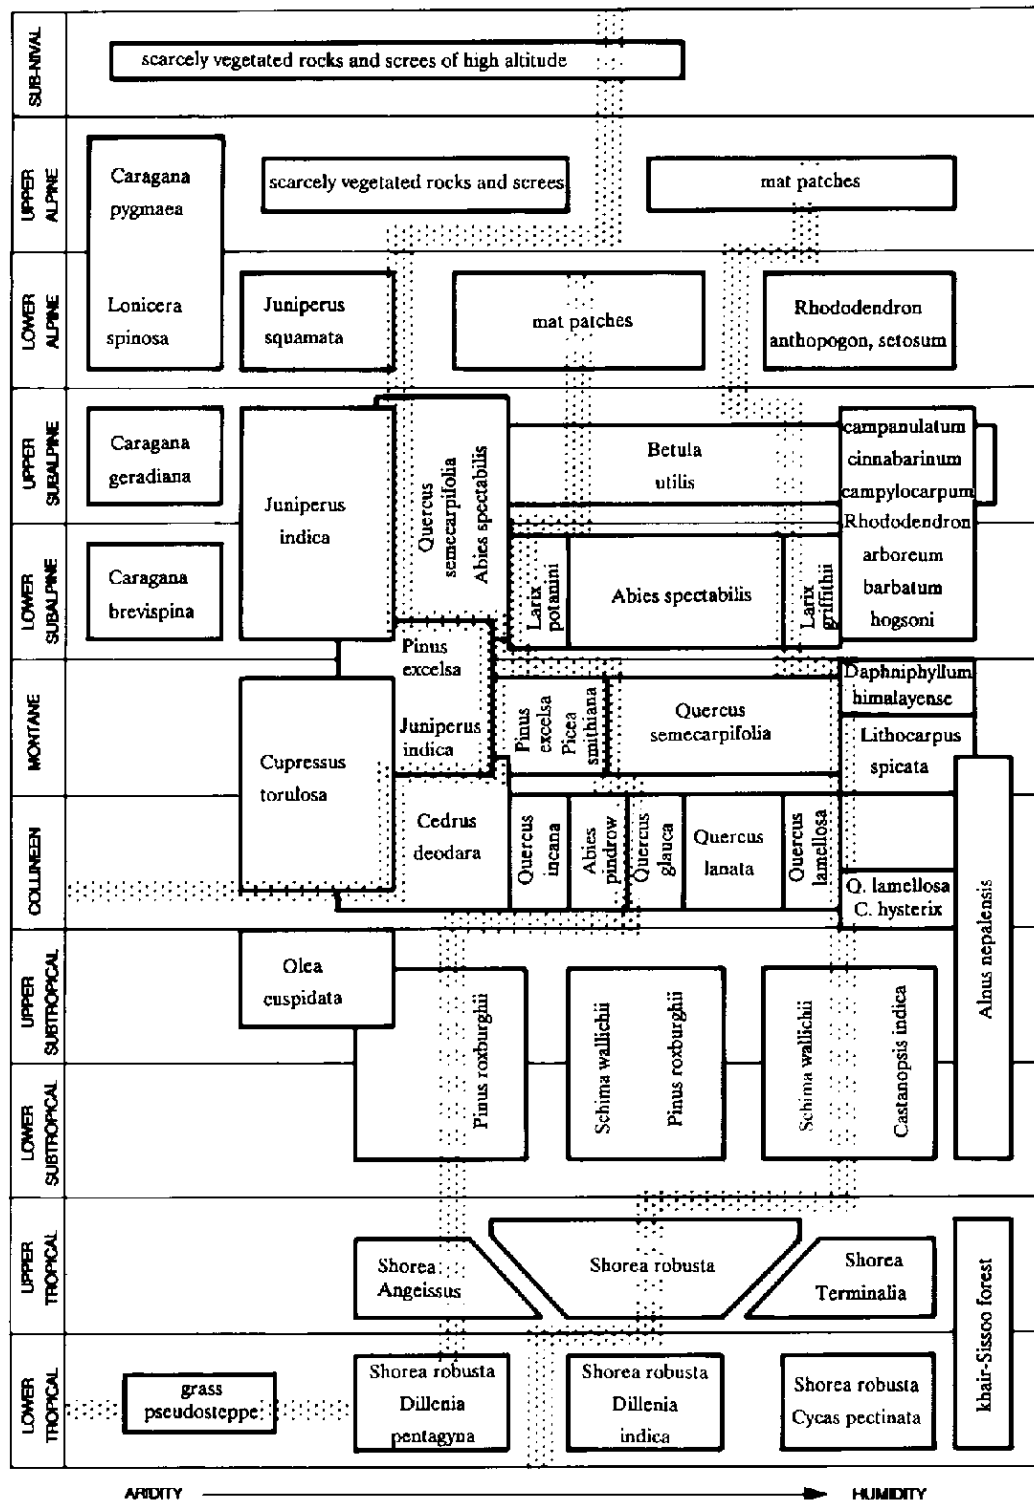 SUB-NIVAL
scarcely vegetated rocks and screes of high altitude
UPPER
ALPINE
Caragana
pygmaea
scarcely vegetated rocks and screes
mat patches
LOWER
ALPINE
Lonicera
spinosa
Juniperus
squamata
mat patches
Rhododendron
anthopogon, setosum
UPPER
SUBALPINE
Caragana
geradiana
Juniperus
indica
Quercus
semecarpifolia
Abies spectabilis
Betula
utilis
campanulatum
cinnabarinum
campylocarpum
LOWER
SUBALPINE
Caragana
brevispina
Larix
potanini
Abies spectabilis
Larix
griffithii
Rhododendron
arboreum
barbatum
hogsoni
Pinus
excelsa
MONTANE
Juniperus
indica
Cupressus
torulosa
Pinus
excelsa
Picea
smithiana
Quercus
semecarpifolia
Daphniphyllum
himalayense
Lithocarpus
spicata
COLLINEEN
Cedrus
deodara
Quercus
incana
Abies
pindrow
Quercus
glauca
Quercus
lanata
Quercus
lamellosa
Q. lamellosa
C. hysterix
Alnus nepalensis
UPPER
SUBTROPICAL
Olea
cuspidata
Pinus roxburghii
Schima wallichii
Pinus roxburghii
Schima wallichii
Castanopsis indica
LOWER
SUBTROPICAL
UPPER
TROPICAL
Shorea
Angeissus
Shorea robusta
Shorea
Terminalia
khair-Sissoo forest
LOWER
TROPICAL
grass
pseudosteppe
Shorea robusta
Dillenia
pentagyna
Shorea robusta
Dillenia
indica
Shorea robusta
Cycas pectinata
ARIDITY
HUMIDITY